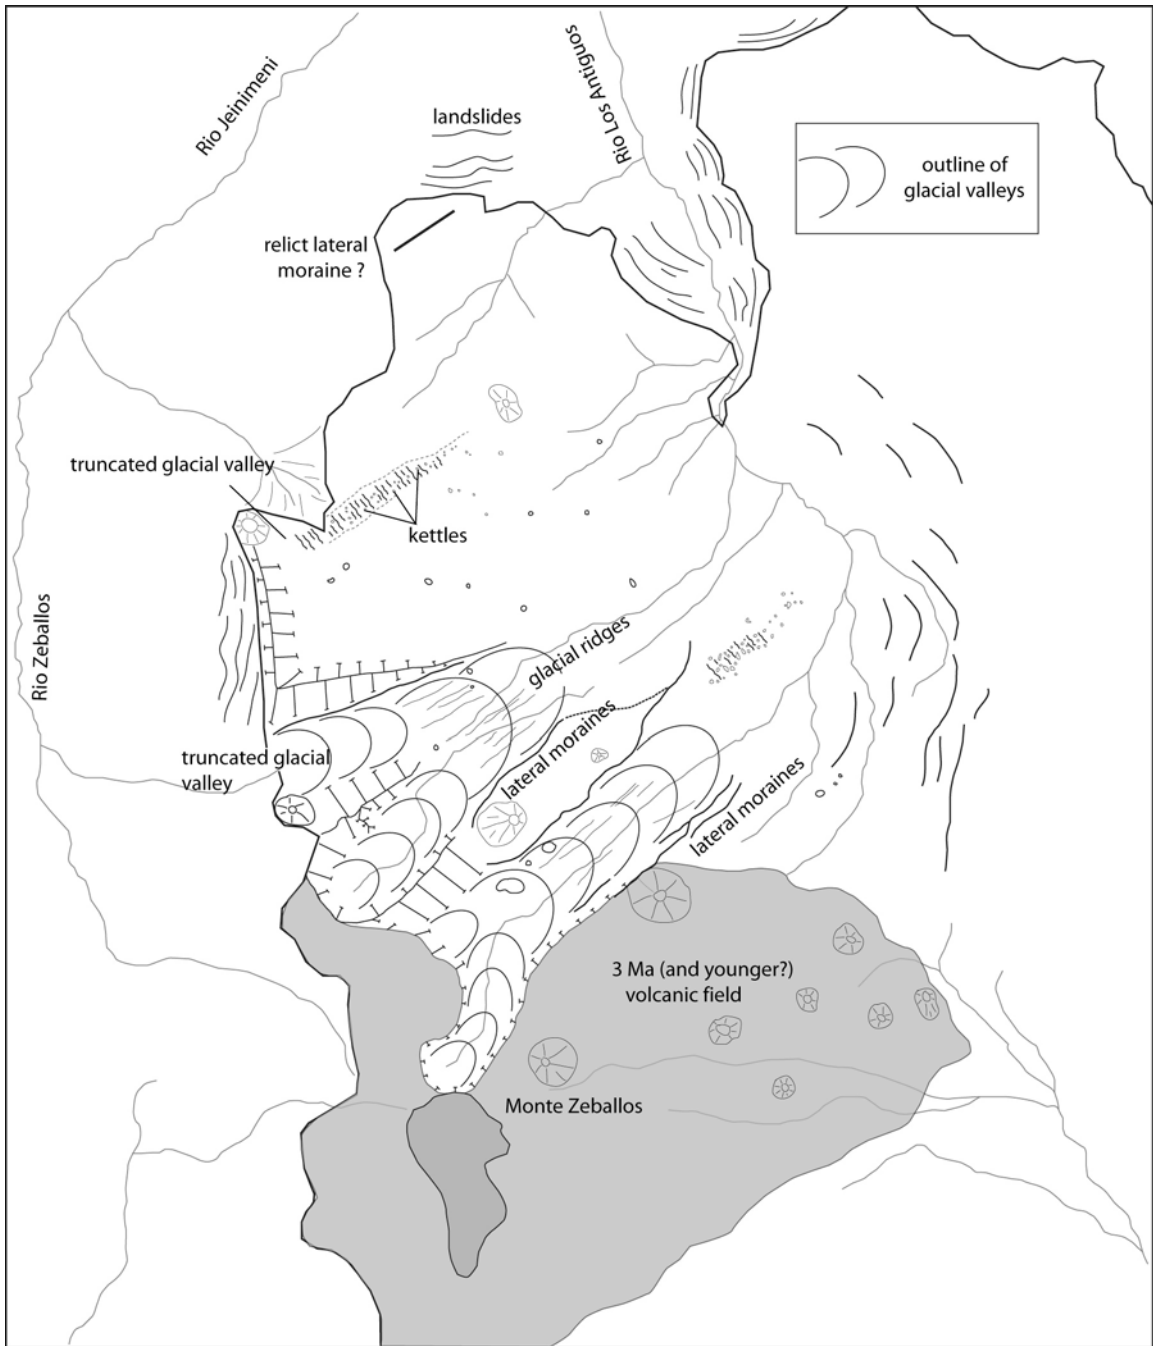 Rio Jeinimeni
Rio Los Antiguos
landslides
outline of
glacial valleys
relict lateral
moraine ?
truncated glacial valley
kettles
Rio Zeballos
glacial ridges
lateral moraines
truncated glacial
valley
lateral moraines
3 Ma (and younger?)
volcanic field
Monte Zeballos